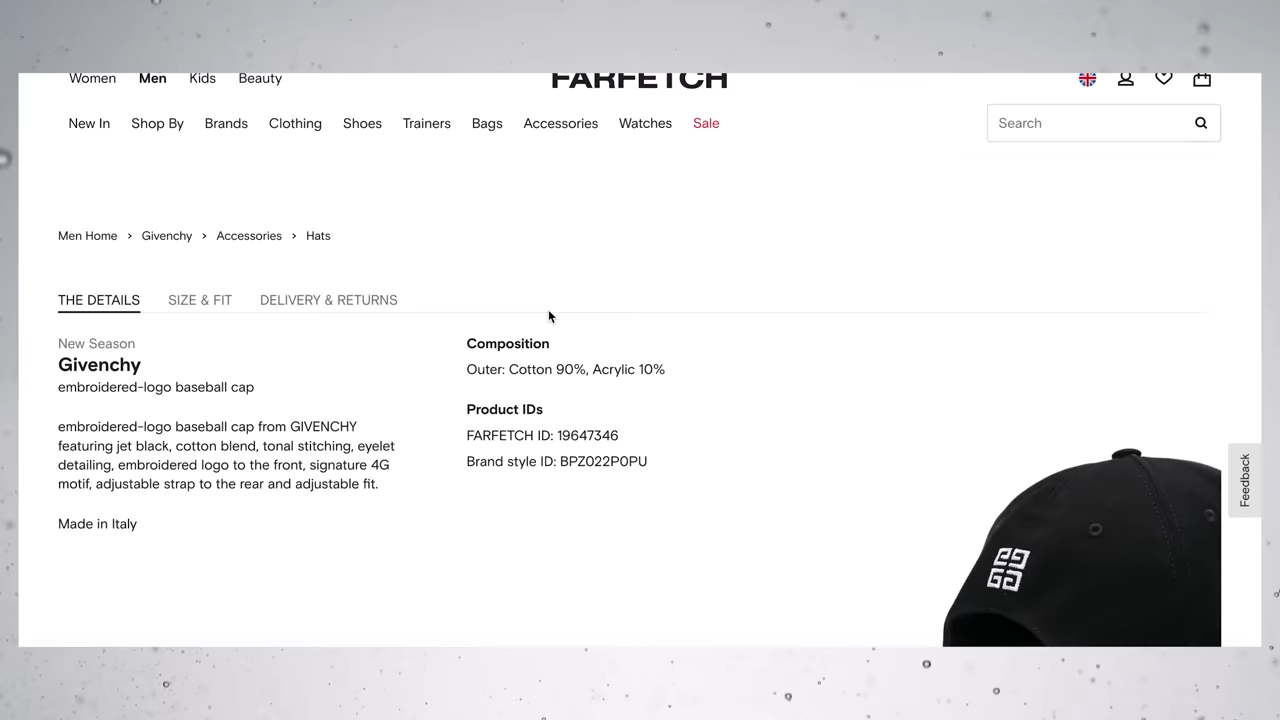 Women Men Kids Beauty
FARFETCH
New In Shop By Brands Clothing Shoes Trainers Bags Accessories Watches Sale
Search
Men Home > Givenchy > Accessories > Hats
THE DETAILS SIZE & FIT DELIVERY & RETURNS
New Season
Givenchy
embroidered-logo baseball cap
embroidered-logo baseball cap from GIVENCHY
featuring jet black, cotton blend, tonal stitching, eyelet
detailing, embroidered logo to the front, signature 4G
motif, adjustable strap to the rear and adjustable fit.
Made in Italy
Composition
Outer: Cotton 90%, Acrylic 10%
Product IDs
FARFETCH ID: 19647346
Brand style ID: BPZ022P0PU
Feedback